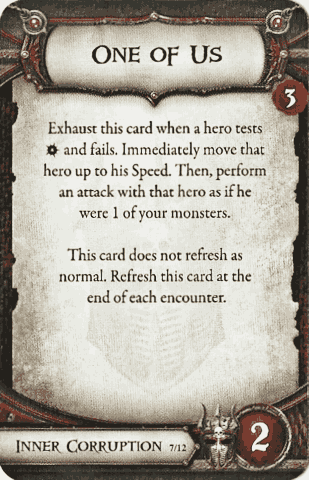 One of Us
3
Exhaust this card when a hero tests
and fails. Immediately move that
hero up to his Speed. Then, perform
an attack with that hero as if he
were 1 of your monsters.
This card does not refresh as
normal. Refresh this card at the
end of each encounter.
Inner Corruption 7/12
2